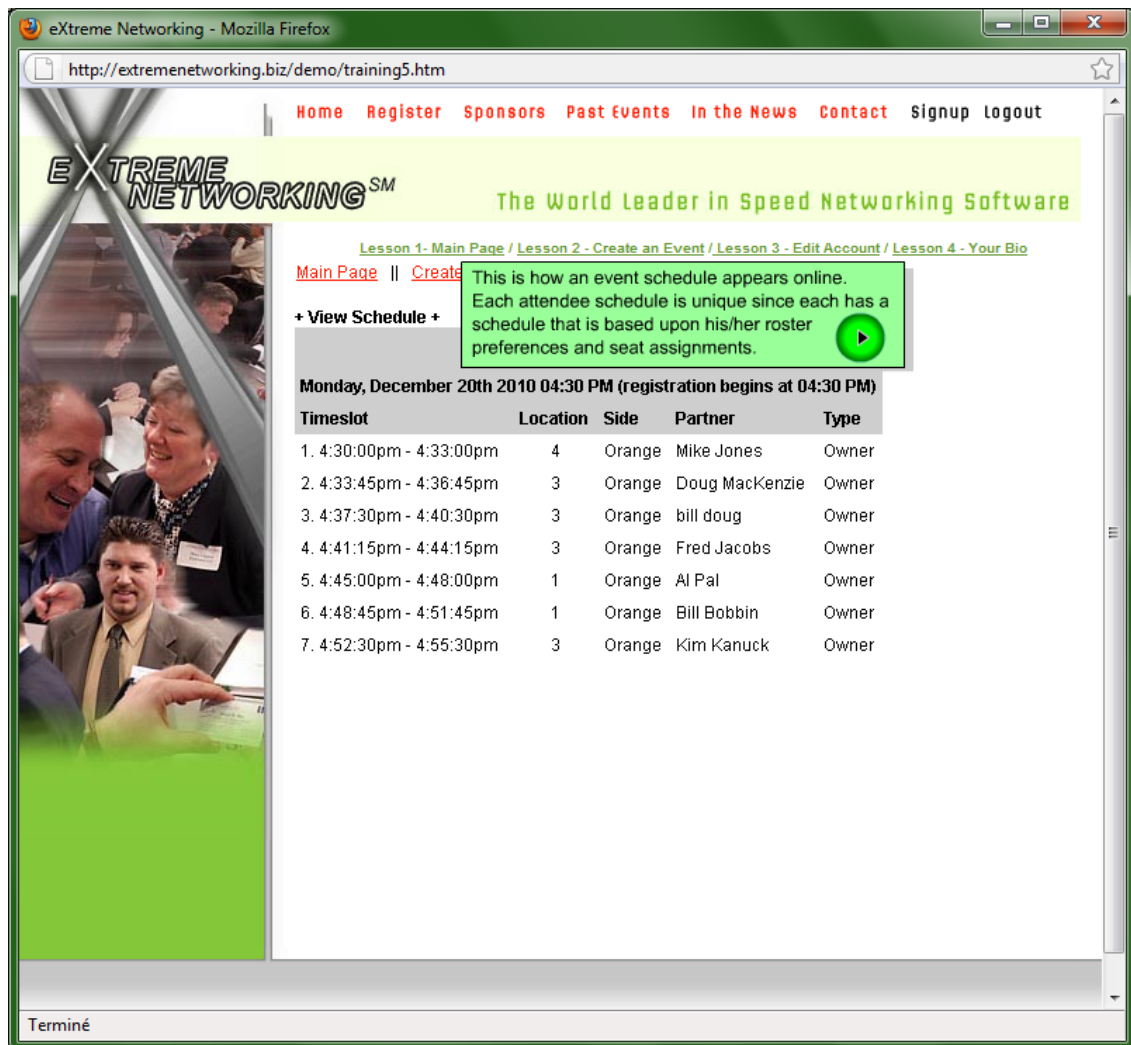 eXtreme Networking - Mozilla Firefox
http://extremenetworking.biz/demo/training5.htm
Home Register Sponsors Past Events In the News Contact Signup Logout
EXTREME
NETWORKING SM
The World Leader in Speed Networking Software
Lesson 1- Main Page / Lesson 2 - Create an Event / Lesson 3 - Edit Account / Lesson 4 - Your Bio
Main Page || Create
This is how an event schedule appears online.
Each attendee schedule is unique since each has a
schedule that is based upon his/her roster
preferences and seat assignments.
+ View Schedule +
Monday, December 20th 2010 04:30 PM (registration begins at 04:30 PM)
Timeslot Location Side Partner Type
1. 4:30:00pm - 4:33:00pm 4 Orange Mike Jones Owner
2. 4:33:45pm - 4:36:45pm 3 Orange Doug MacKenzie Owner
3. 4:37:30pm - 4:40:30pm 3 Orange bill doug Owner
4. 4:41:15pm - 4:44:15pm 3 Orange Fred Jacobs Owner
5. 4:45:00pm - 4:48:00pm 1 Orange Al Pal Owner
6. 4:48:45pm - 4:51:45pm 1 Orange Bill Bobbin Owner
7. 4:52:30pm - 4:55:30pm 3 Orange Kim Kanuck Owner
Terminé